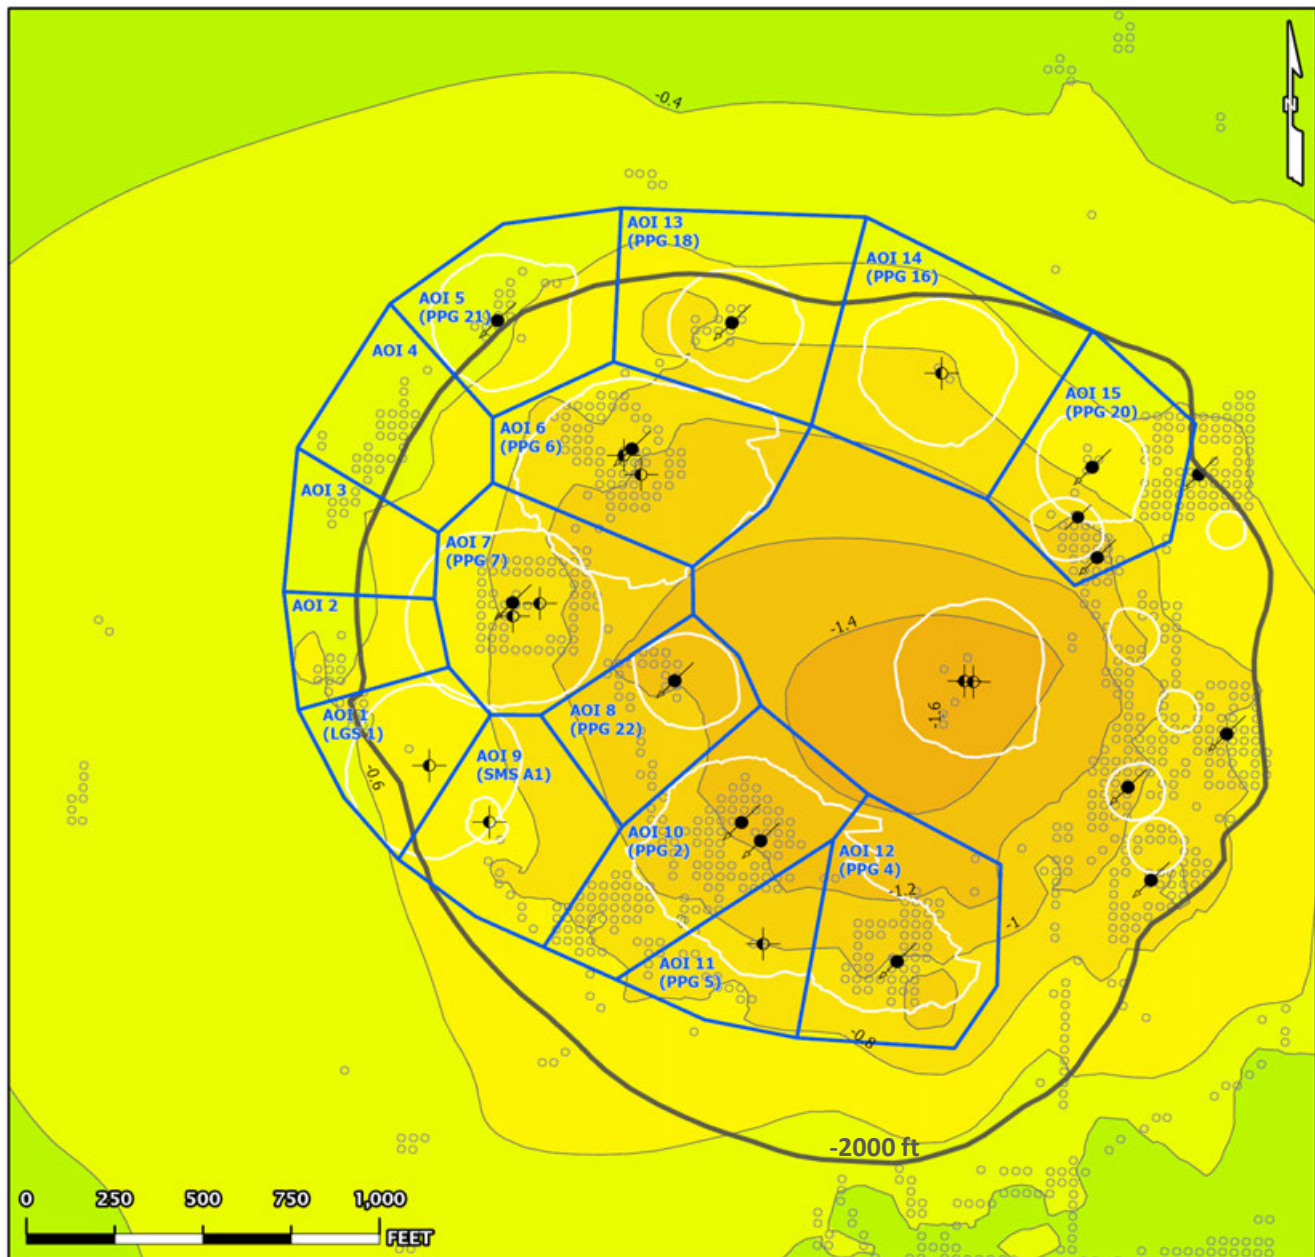 -0.4
N
AOI 13
(PPG 18)
AOI 14
(PPG 16)
AOI 5
(PPG 21)
AOI 4
AOI 15
(PPG 20)
AOI 6
(PPG 6)
AOI 3
AOI 7
(PPG 7)
AOI 2
-1.4
-1.6
AOI 1
(LGS 1)
AOI 8
(PPG 22)
AOI 9
(SMS A1)
-0.6
AOI 10
(PPG 2)
AOI 12
(PPG 4)
-1.2
-1
AOI 11
(PPG 5)
-0.8
-2000 ft
0 250 500 750 1,000
FEET